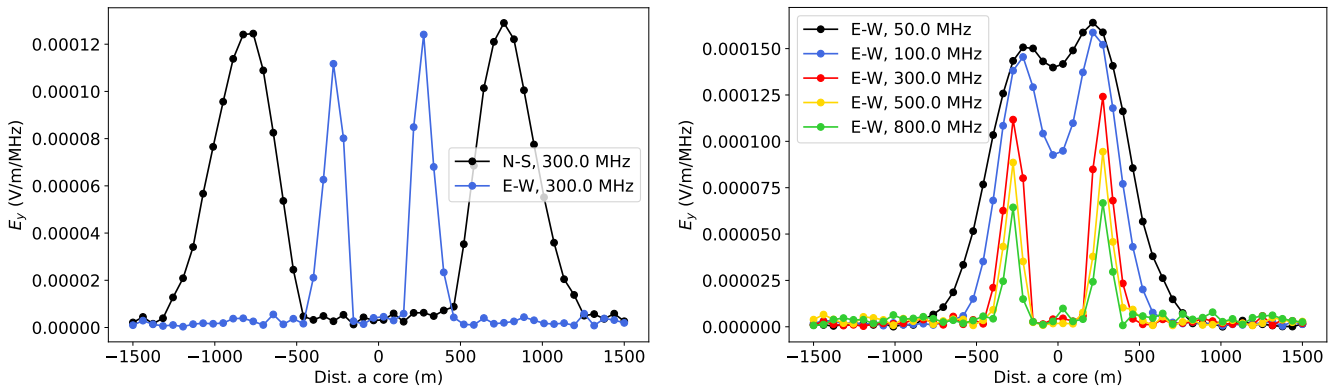 0.00012
0.00010
0.00008
0.00006
0.00004
0.00002
0.00000
E_y (V/m/MHz)
N-S, 300.0 MHz
E-W, 300.0 MHz
−1500 −1000 −500 0 500 1000 1500
Dist. a core (m)
0.000150
0.000125
0.000100
0.000075
0.000050
0.000025
0.000000
E_y (V/m/MHz)
E-W, 50.0 MHz
E-W, 100.0 MHz
E-W, 300.0 MHz
E-W, 500.0 MHz
E-W, 800.0 MHz
−1500 −1000 −500 0 500 1000 1500
Dist. a core (m)